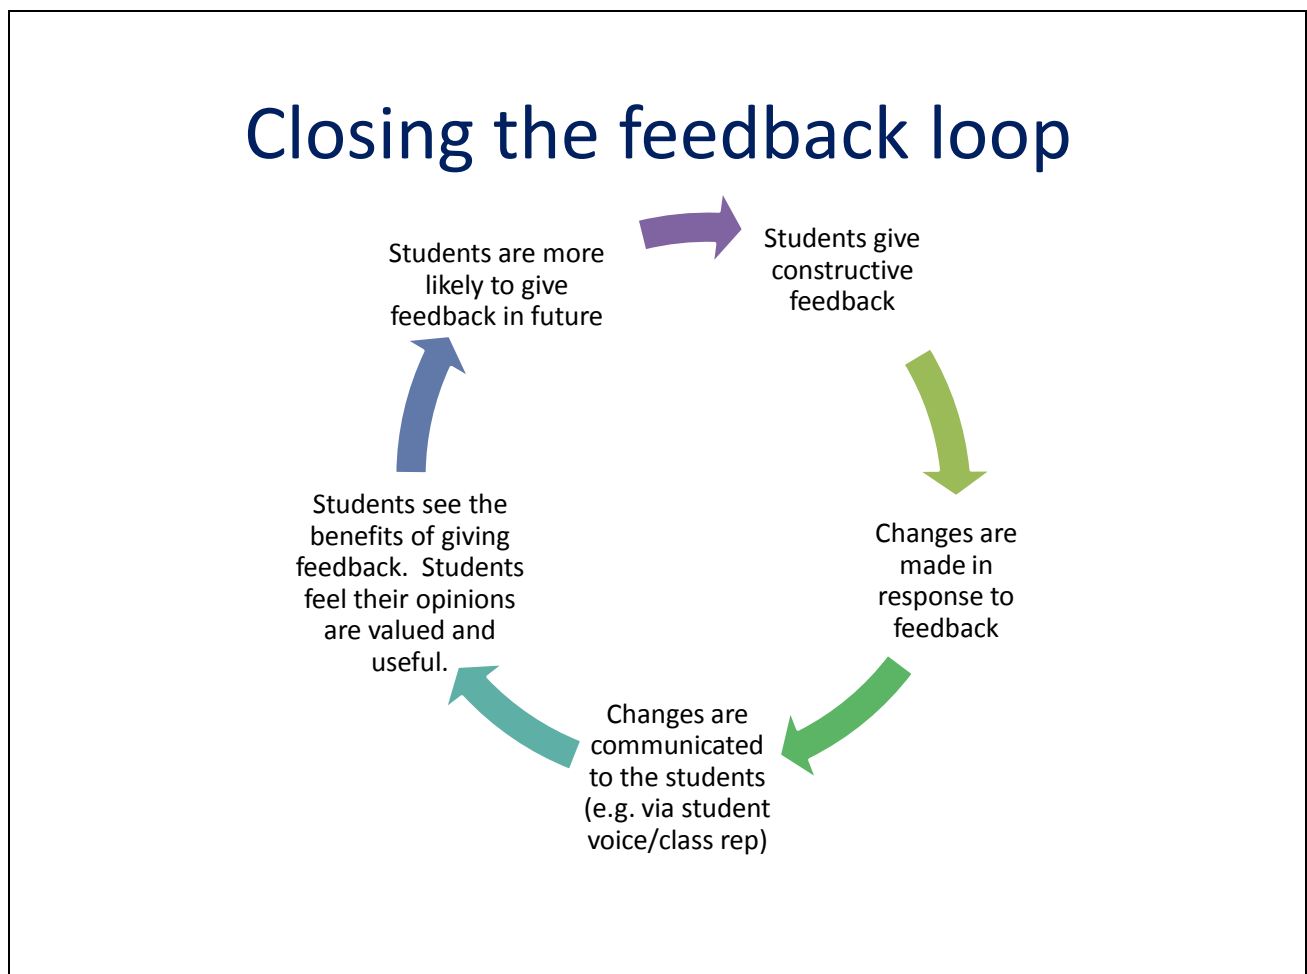 Closing the feedback loop
Students give
constructive
feedback
Changes are
made in
response to
feedback
Changes are
communicated
to the students
(e.g. via student
voice/class rep)
Students see the
benefits of giving
feedback.  Students
feel their opinions
are valued and
useful.
Students are more
likely to give
feedback in future